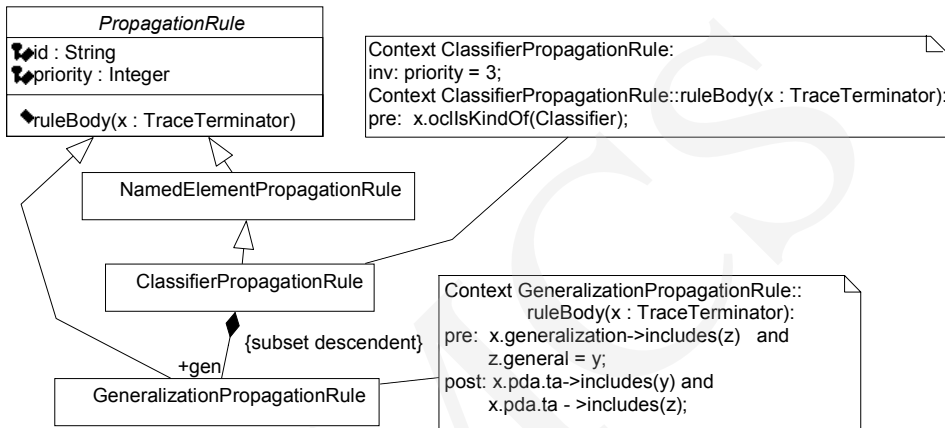 PropagationRule
id : String
priority : Integer
ruleBody(x : TraceTerminator)
Context ClassifierPropagationRule:
inv: priority = 3;
Context ClassifierPropagationRule::ruleBody(x : TraceTerminator):
pre: x.oclIsKindOf(Classifier);
NamedElementPropagationRule
ClassifierPropagationRule
{subset descendent}
+gen
GeneralizationPropagationRule
Context GeneralizationPropagationRule::
ruleBody(x : TraceTerminator):
pre: x.generalization->includes(z) and
z.general = y;
post: x.pda.ta->includes(y) and
x.pda.ta - >includes(z);